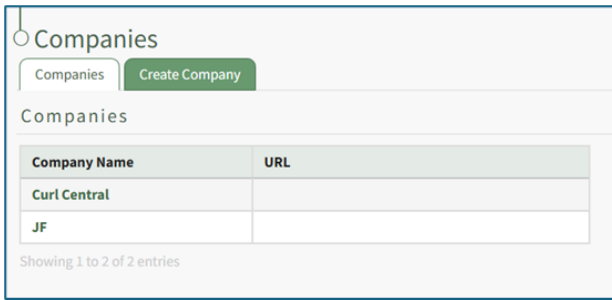 Companies
Companies Create Company
Companies
Company Name URL
Curl Central
JF
Showing 1 to 2 of 2 entries